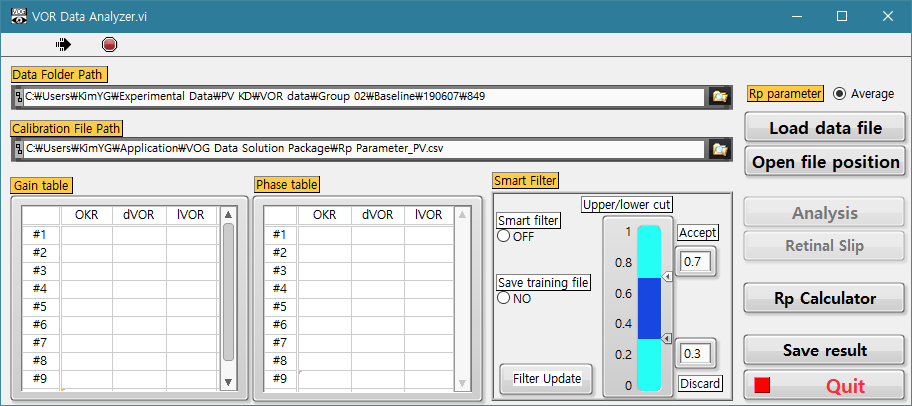 VOR Data Analyzer.vi
Data Folder Path
C:₩Users₩KimYG₩Experimental Data₩PV KD₩VOR data₩Group 02₩Baseline₩190607₩849
Rp parameter Average
Calibration File Path
C:₩Users₩KimYG₩Application₩VOG Data Solution Package₩Rp Parameter_PV.csv
Load data file
Open file position
Gain table
OKR dVOR lVOR
#1
#2
#3
#4
#5
#6
#7
#8
#9
Phase table
OKR dVOR lVOR
#1
#2
#3
#4
#5
#6
#7
#8
#9
Smart Filter
Smart filter
OFF
Save training file
NO
Filter Update
Upper/lower cut
1
0.8
0.6
0.4
0.2
0
Accept
0.7
0.3
Discard
Analysis
Retinal Slip
Rp Calculator
Save result
Quit